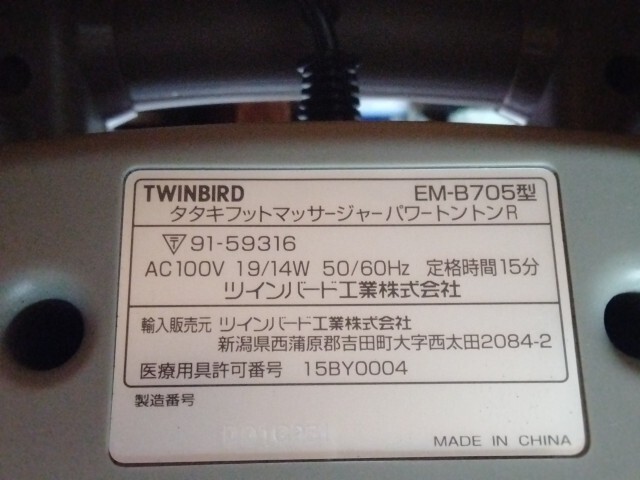 TWINBIRD EM-B705型
タタキフットマッサージャーパワートントンR
91-59316
AC100V 19/14W 50/60Hz 定格時間15分
ツインバード工業株式会社
輸入販売元 ツインバード工業株式会社
新潟県西蒲原郡吉田町大字西太田2084-2
医療用具許可番号 15BY0004
製造番号
MADE IN CHINA